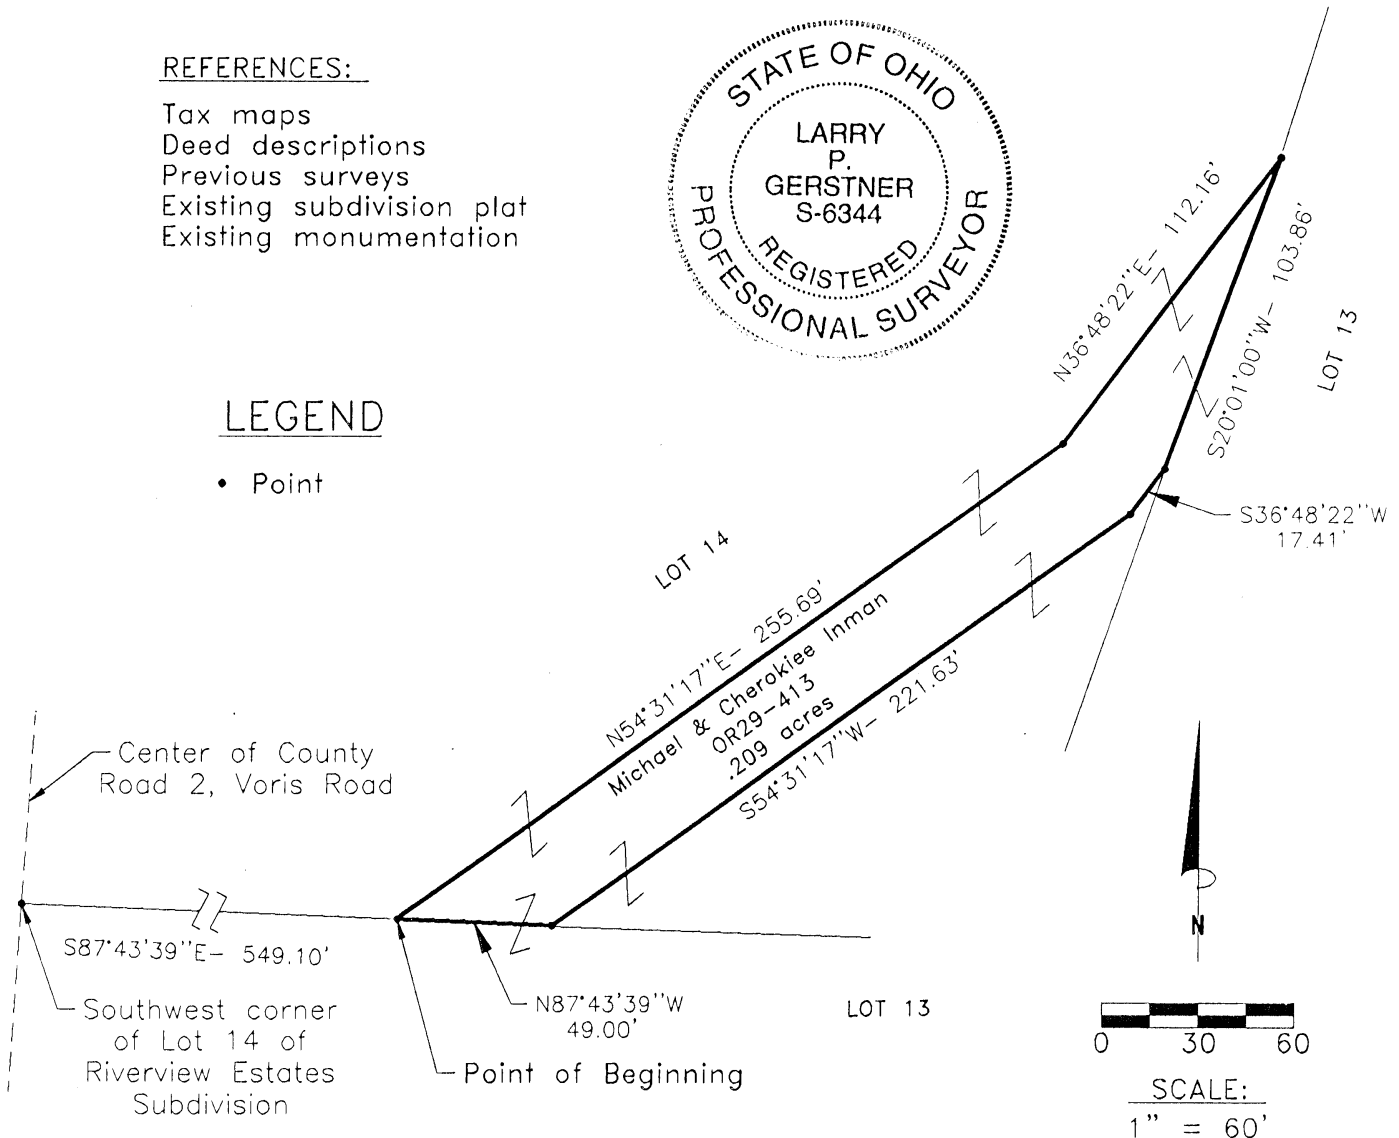 REFERENCES:
Tax maps
Deed descriptions
Previous surveys
Existing subdivision plat
Existing monumentation
STATE OF OHIO
LARRY
P.
GERSTNER
S-6344
REGISTERED
PROFESSIONAL SURVEYOR
LEGEND
• Point
N36°48'22"E- 112.16'
S20°01'00"W- 103.86'
LOT 13
S36°48'22"W
17.41'
LOT 14
N54°31'17"E- 255.69'
Michael & Cherokiee Inman
OR29-413
.209 acres
S54°31'17"W- 221.63'
Center of County
Road 2, Voris Road
S87°43'39"E- 549.10'
Southwest corner
of Lot 14 of
Riverview Estates
Subdivision
N87°43'39"W
49.00'
Point of Beginning
LOT 13
N
0 30 60
SCALE:
1" = 60'